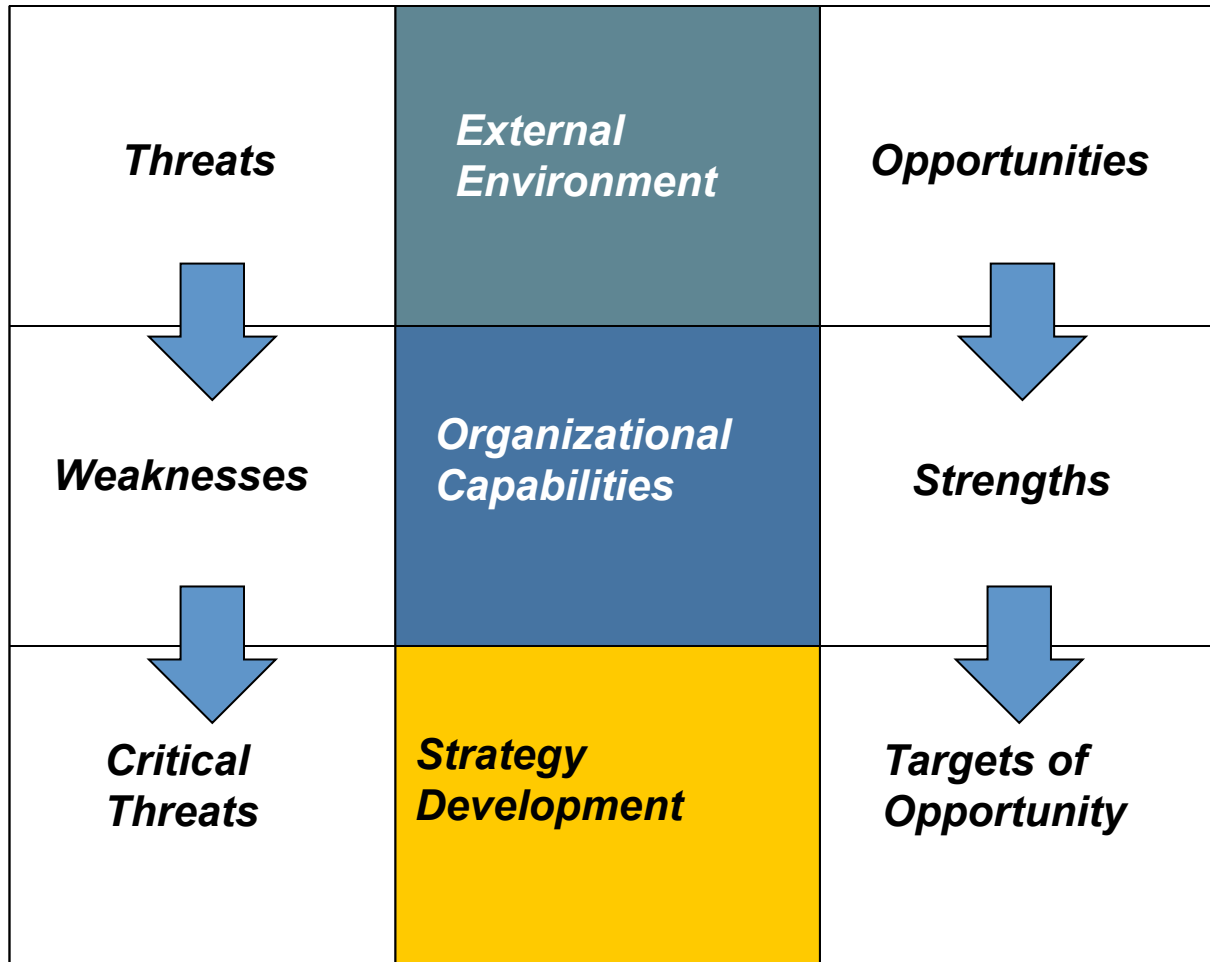 Threats
External
Environment
Opportunities
Weaknesses
Organizational
Capabilities
Strengths
Critical
Threats
Strategy
Development
Targets of
Opportunity